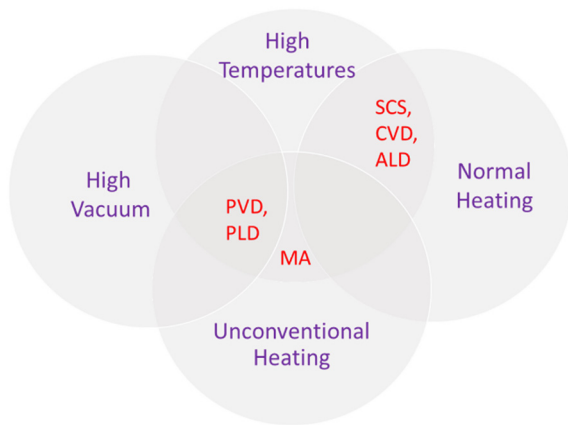 High
Temperatures
SCS,
CVD,
ALD
High
Vacuum
Normal
Heating
PVD,
PLD
MA
Unconventional
Heating